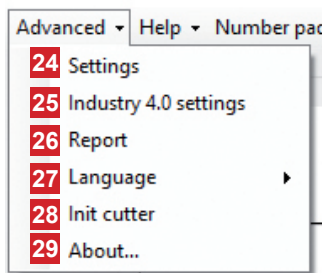 Advanced Help Number pad
24 Settings
25 Industry 4.0 settings
26 Report
27 Language
28 Init cutter
29 About...